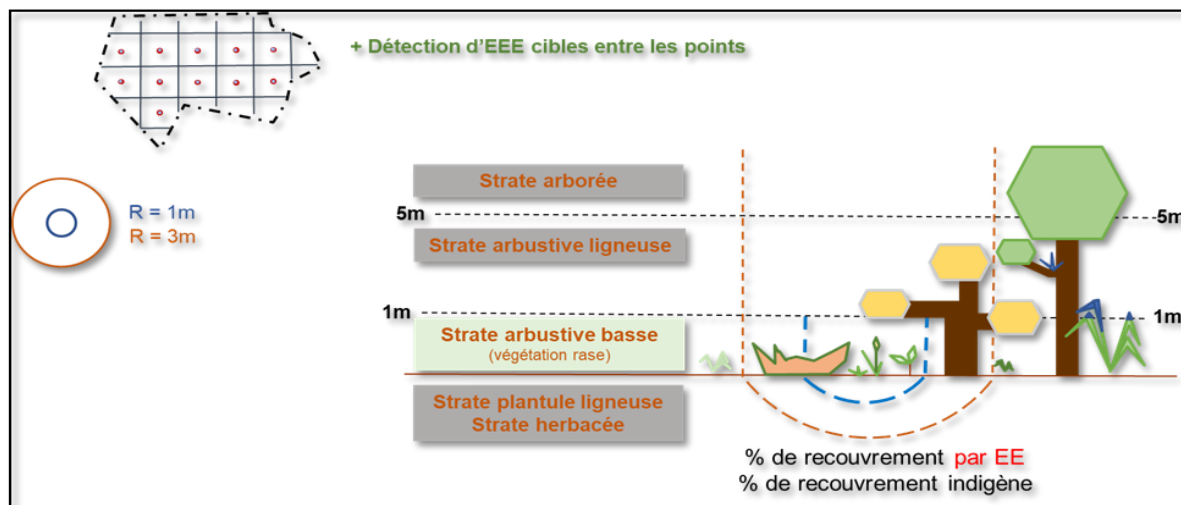 + Détection d'EEE cibles entre les points
R = 1m
R = 3m
Strate arborée
5m
5m
Strate arbustive ligneuse
1m
1m
Strate arbustive basse
(végétation rase)
Strate plantule ligneuse
Strate herbacée
% de recouvrement par EE
% de recouvrement indigène